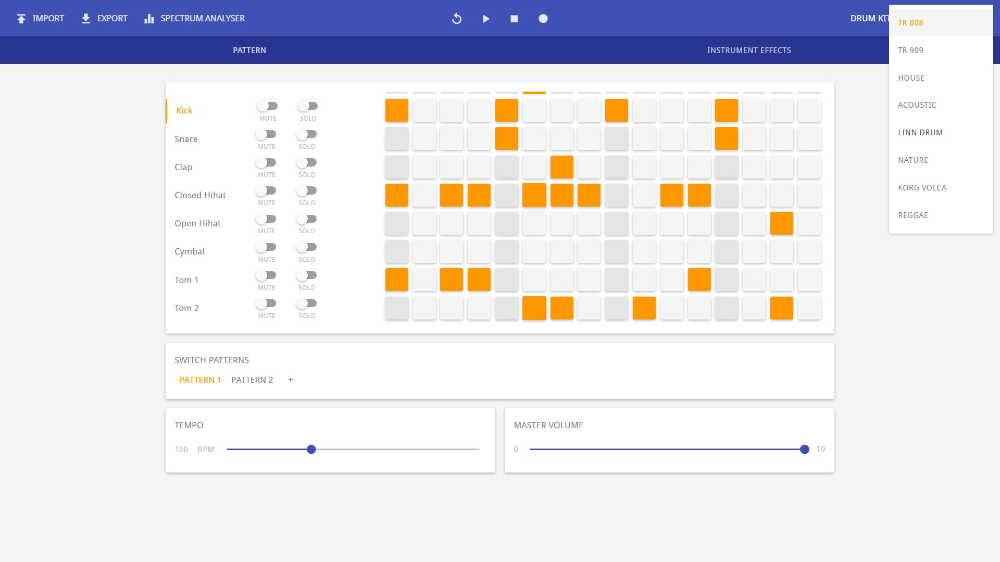 IMPORT EXPORT SPECTRUM ANALYSER DRUM KIT
TR 808
TR 909
HOUSE
ACOUSTIC
LINN DRUM
NATURE
KORG VOLCA
REGGAE
PATTERN INSTRUMENT EFFECTS
Kick MUTE SOLO
Snare MUTE SOLO
Clap MUTE SOLO
Closed Hihat MUTE SOLO
Open Hihat MUTE SOLO
Cymbal MUTE SOLO
Tom 1 MUTE SOLO
Tom 2 MUTE SOLO
SWITCH PATTERNS
PATTERN 1 PATTERN 2 +
TEMPO
120 BPM
MASTER VOLUME
0 10